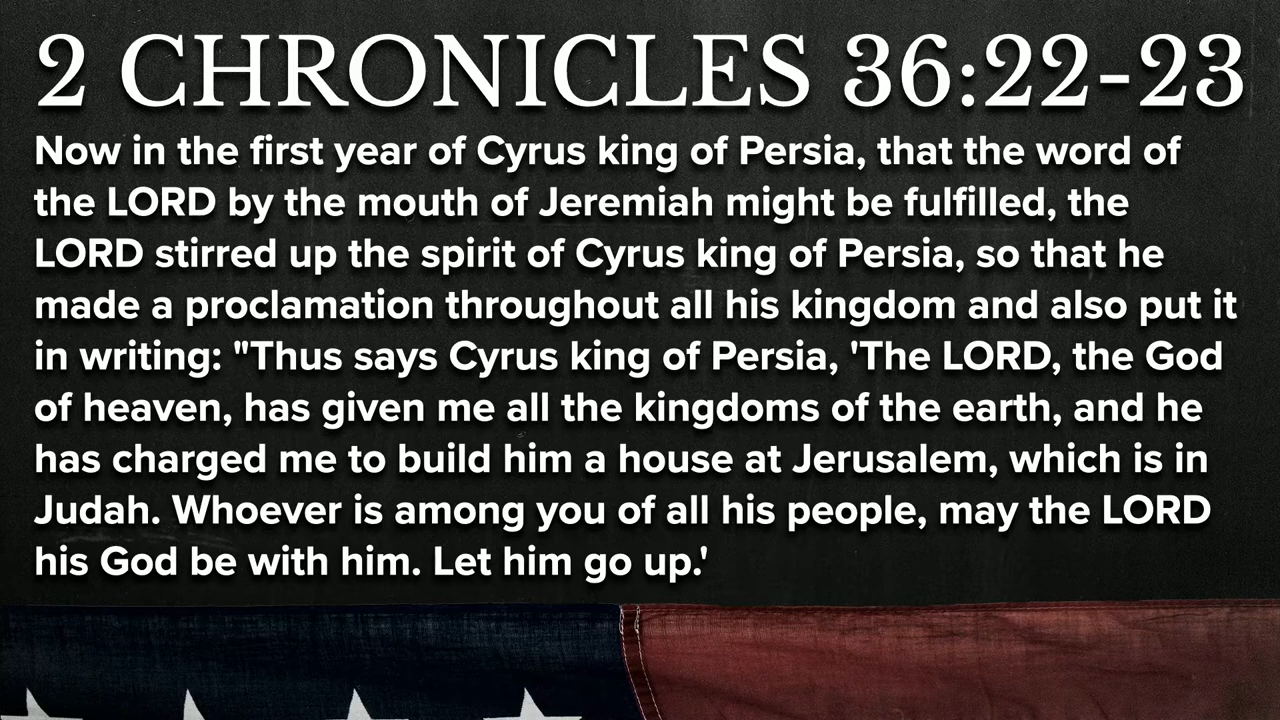 2 CHRONICLES 36:22-23
Now in the first year of Cyrus king of Persia, that the word of
the LORD by the mouth of Jeremiah might be fulfilled, the
LORD stirred up the spirit of Cyrus king of Persia, so that he
made a proclamation throughout all his kingdom and also put it
in writing: "Thus says Cyrus king of Persia, 'The LORD, the God
of heaven, has given me all the kingdoms of the earth, and he
has charged me to build him a house at Jerusalem, which is in
Judah. Whoever is among you of all his people, may the LORD
his God be with him. Let him go up.'